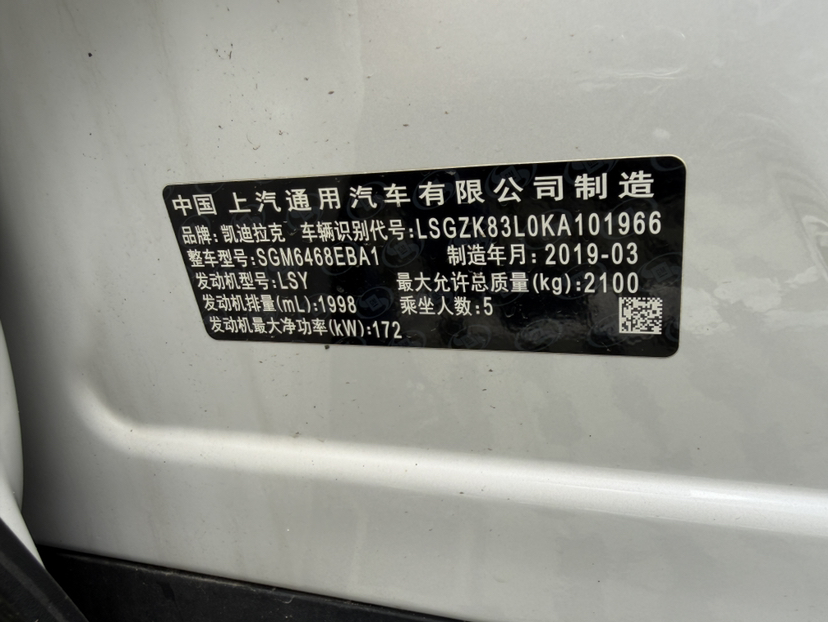 中国 上汽通用汽车有限公司制造
品牌:凯迪拉克 车辆识别代号:LSGZK83L0KA101966
整车型号:SGM6468EBA1 制造年月:2019-03
发动机型号:LSY 最大允许总质量(kg):2100
发动机排量(mL):1998 乘坐人数:5
发动机最大净功率(kW):172